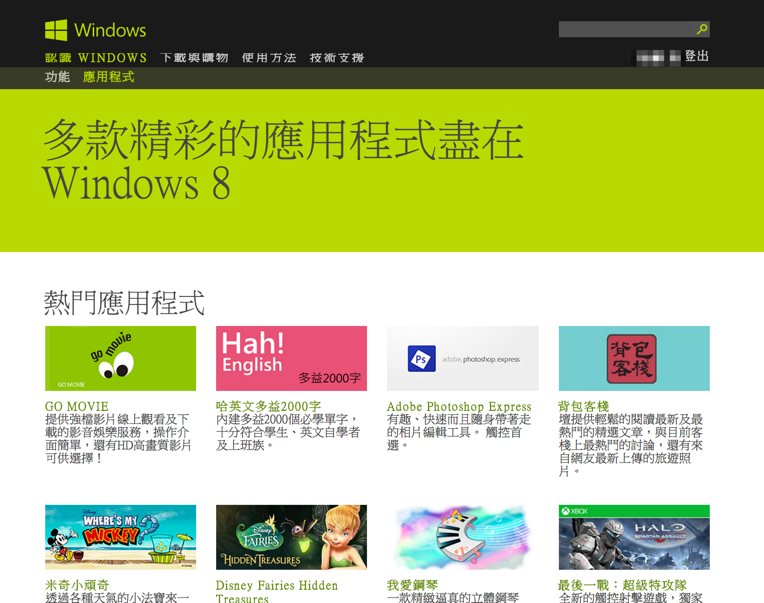 Windows
認識 WINDOWS 下載與購物 使用方法 技術支援
登出
功能 應用程式
多款精彩的應用程式盡在
Windows 8
熱門應用程式
go movie
GO MOVIE
Hah!
English
多益2000字
Ps
adobe photoshop express
背包
客棧
GO MOVIE
提供強檔影片線上觀看及下
載的影音娛樂服務，操作介
面簡單，還有HD高畫質影片
可供選擇！
哈英文多益2000字
內建多益2000個必學單字，
十分符合學生、英文自學者
及上班族。
Adobe Photoshop Express
有趣、快速而且隨身帶著走
的相片編輯工具。 觸控首
選。
背包客棧
壇提供輕鬆的閱讀最新及最
熱門的精選文章，與目前客
棧上最熱門的討論，還有來
自網友最新上傳的旅遊照
片。
Disney
WHERE'S MY
MICKEY?
Disney
FAIRIES
HIDDEN TREASURES
XBOX
HALO
SPARTAN ASSAULT
米奇小頑奇
透過各種天氣的小法寶來一
Disney Fairies Hidden
Treasures
我愛鋼琴
一款精緻逼真的立體鋼琴
最後一戰：超級特攻隊
全新的觸控射擊遊戲，獨家